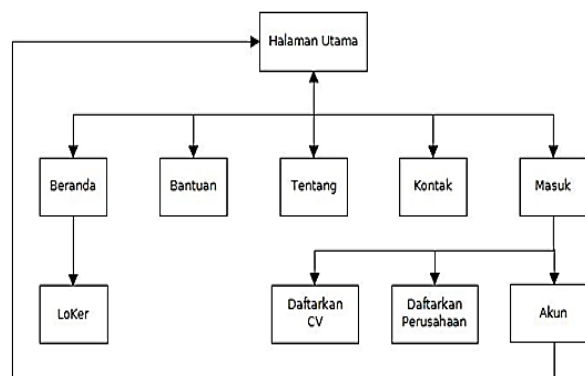 Halaman Utama
Beranda
Bantuan
Tentang
Kontak
Masuk
LoKer
Daftarkan
CV
Daftarkan
Perusahaan
Akun